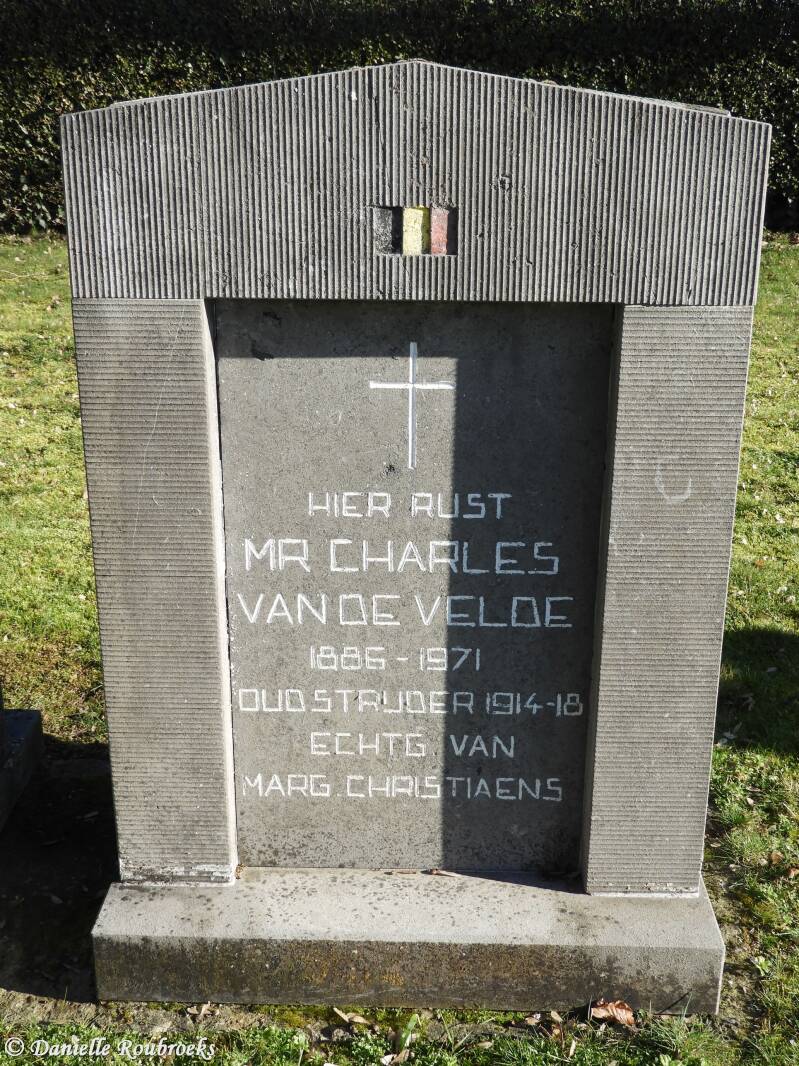 HIER RUST
MR CHARLES
VAN DE VELDE
1886 - 1971
OUDSTRIJDER 1914-18
ECHTG VAN
MARG. CHRISTIAENS
© Danielle Roubroeks